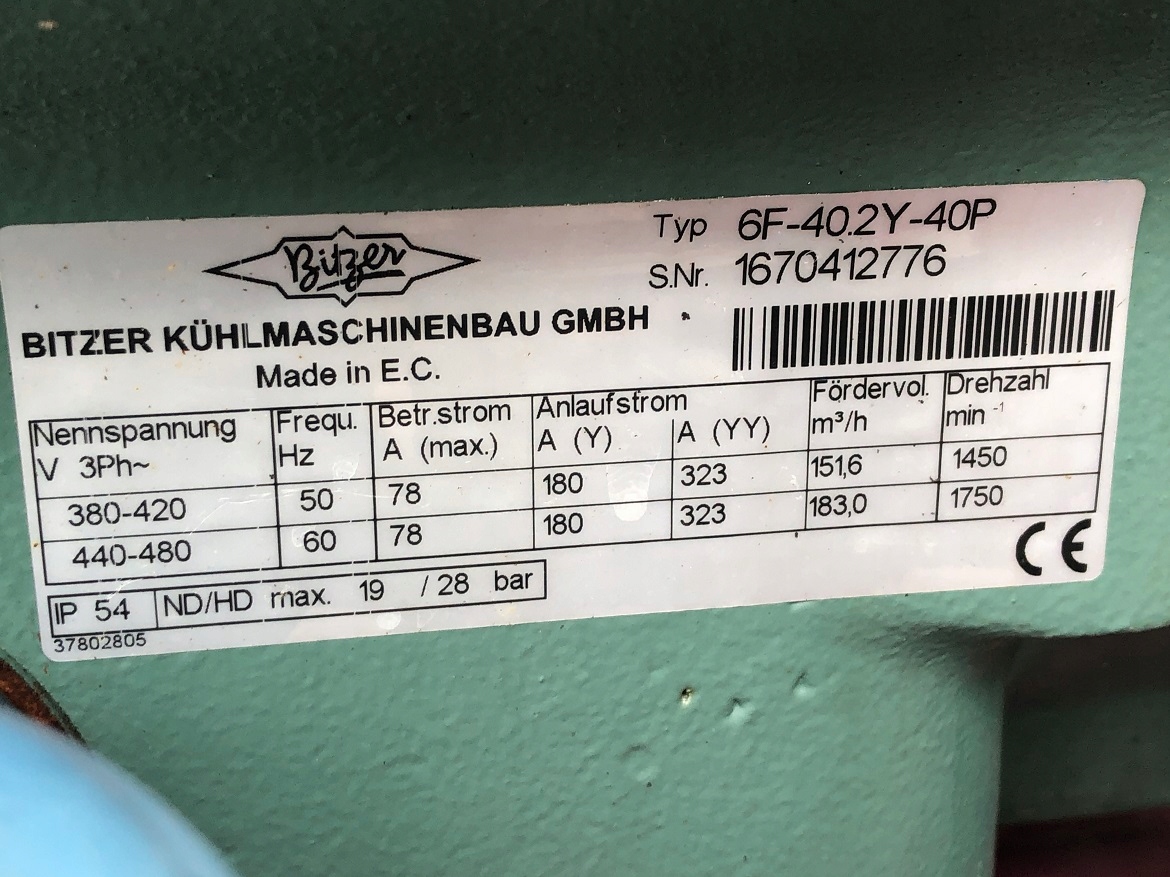 Bitzer
Typ 6F-40.2Y-40P
S.Nr. 1670412776
BITZER KÜHLMASCHINENBAU GMBH
Made in E.C.
Nennspannung Frequ. Betr.strom Anlaufstrom Fördervol. Drehzahl
V 3Ph~ Hz A (max.) A (Y) A (YY) m³/h min⁻¹
380-420 50 78 180 323 151,6 1450
440-480 60 78 180 323 183,0 1750
IP 54 ND/HD max. 19 / 28 bar
CE
37802805